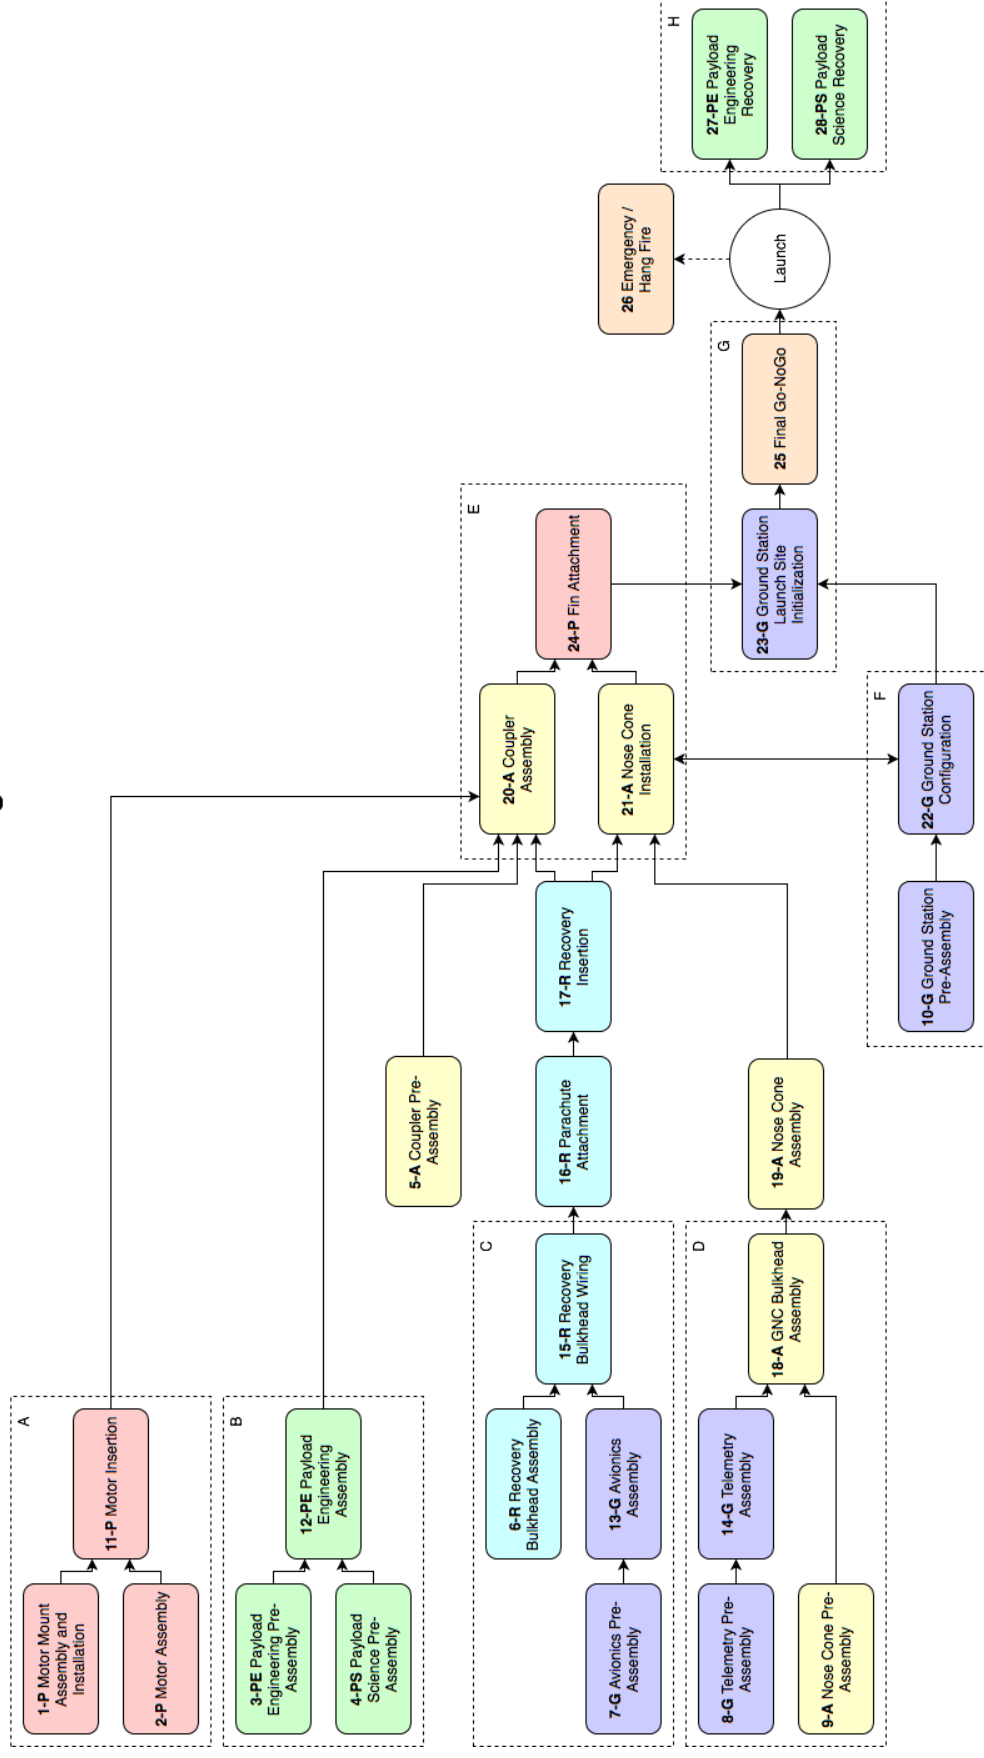 A
1-P Motor Mount
Assembly and
Installation
2-P Motor Assembly
11-P Motor Insertion
B
3-PE Payload
Engineering Pre-
Assembly
4-PS Payload
Science Pre-
Assembly
12-PE Payload
Engineering
Assembly
5-A Coupler Pre-
Assembly
C
6-R Recovery
Bulkhead Assembly
7-G Avionics Pre-
Assembly
13-G Avionics
Assembly
15-R Recovery
Bulkhead Wiring
16-R Parachute
Attachment
17-R Recovery
Insertion
D
8-G Telemetry Pre-
Assembly
14-G Telemetry
Assembly
9-A Nose Cone Pre-
Assembly
18-A GNC Bulkhead
Assembly
19-A Nose Cone
Assembly
E
20-A Coupler
Assembly
21-A Nose Cone
Installation
24-P Fin Attachment
F
10-G Ground Station
Pre-Assembly
22-G Ground Station
Configuration
G
23-G Ground Station
Launch Site
Initialization
25 Final Go-NoGo
26 Emergency /
Hang Fire
Launch
H
27-PE Payload
Engineering
Recovery
28-PS Payload
Science Recovery